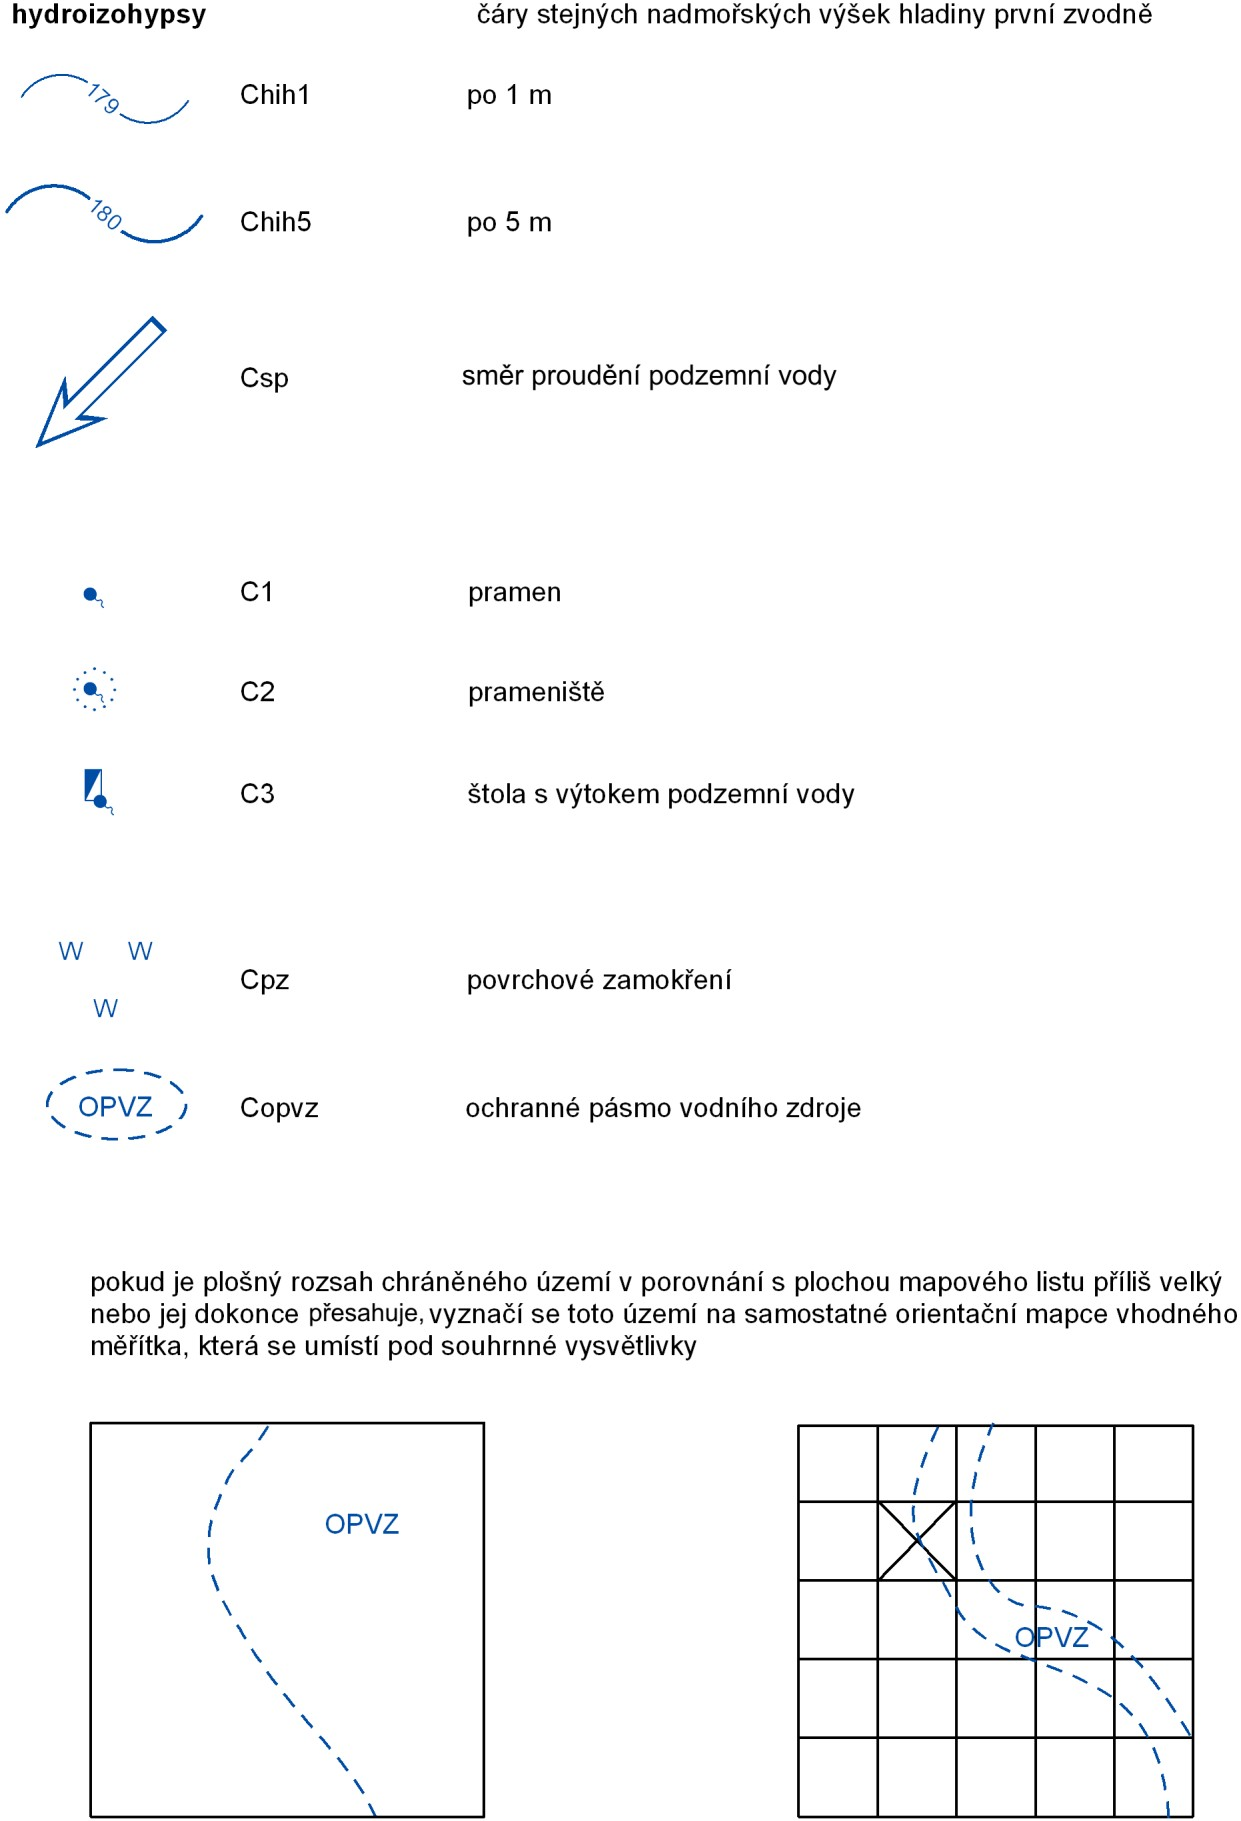 hydroizohypsy čáry stejných nadmořských výšek hladiny první zvodně
179 Chih1 po 1 m
180 Chih5 po 5 m
Csp směr proudění podzemní vody
C1 pramen
C2 prameniště
C3 štola s výtokem podzemní vody
W W
W
Cpz povrchové zamokření
OPVZ Copvz ochranné pásmo vodního zdroje
pokud je plošný rozsah chráněného území v porovnání s plochou mapového listu příliš velký
nebo jej dokonce přesahuje, vyznačí se toto území na samostatné orientační mapce vhodného
měřítka, která se umístí pod souhrnné vysvětlivky
OPVZ
OPVZ